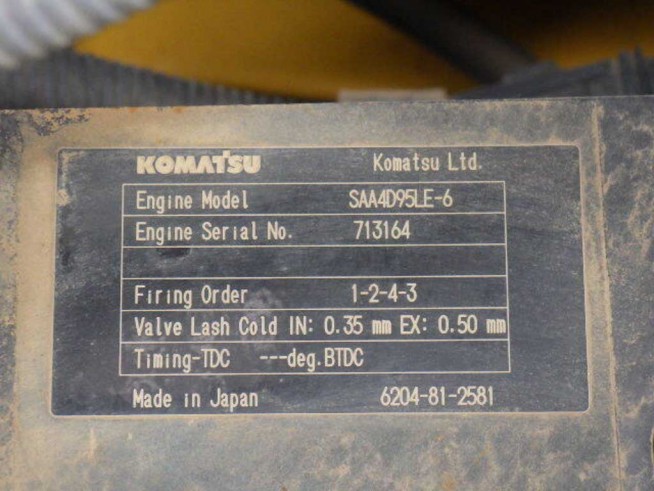 KOMATSU Komatsu Ltd.
Engine Model SAA4D95LE-6
Engine Serial No. 713164
Firing Order 1-2-4-3
Valve Lash Cold IN: 0.35 mm EX: 0.50 mm
Timing-TDC ---deg.BTDC
Made in Japan 6204-81-2581